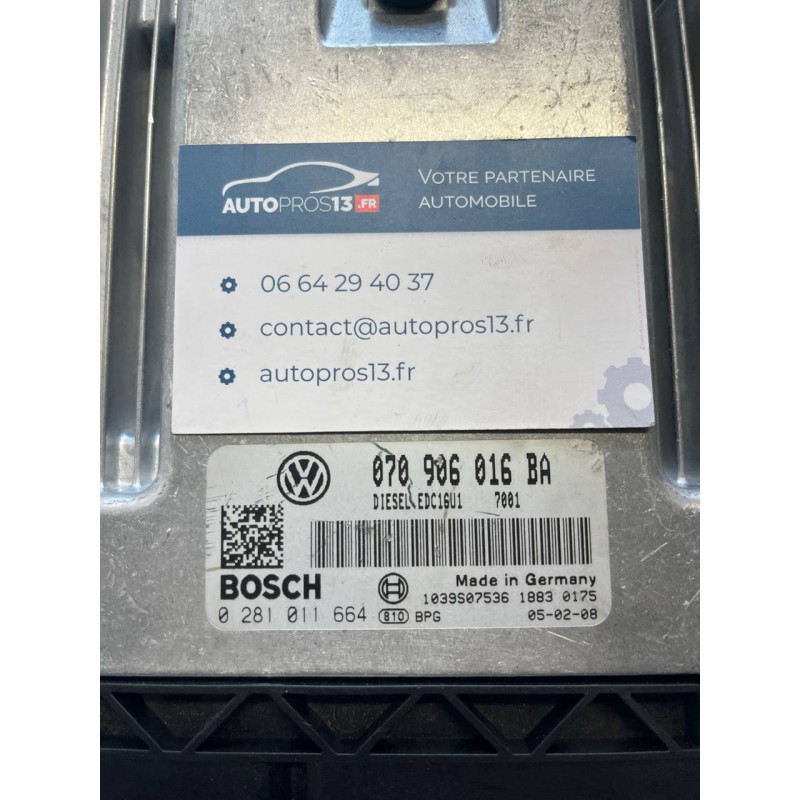 AUTOPROS13.FR
VOTRE PARTENAIRE
AUTOMOBILE
06 64 29 40 37
contact@autopros13.fr
autopros13.fr
070 906 016 BA
DIESEL EDC16U1 7001
BOSCH
Made in Germany
1039S07536 1883 0175
0 281 011 664 810 BPG 05-02-08